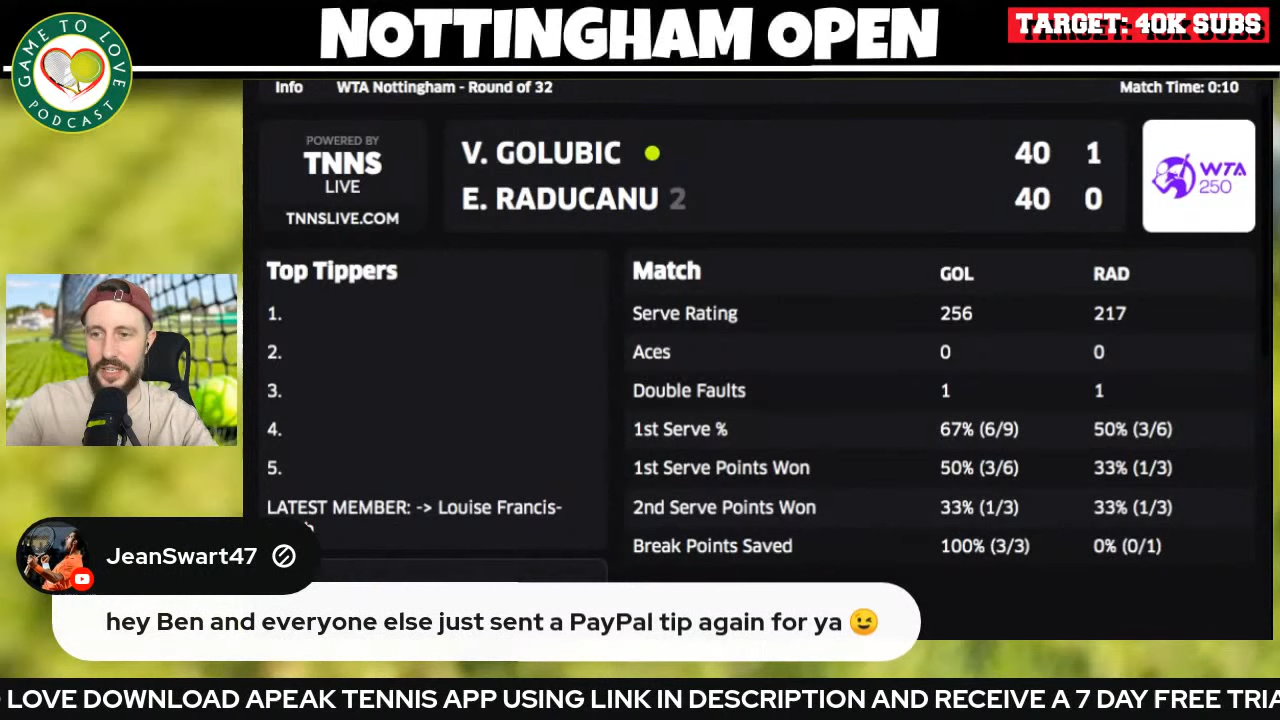 NOTTINGHAM OPEN
TARGET: 40K SUBS
GAME TO LOVE
PODCAST
Info WTA Nottingham - Round of 32 Match Time: 0:10
POWERED BY
TNNS
LIVE
TNNSLIVE.COM
V. GOLUBIC 40 1
E. RADUCANU 2 40 0
WTA
250
Top Tippers
1.
2.
3.
4.
5.
LATEST MEMBER: -> Louise Francis-
Match GOL RAD
Serve Rating 256 217
Aces 0 0
Double Faults 1 1
1st Serve % 67% (6/9) 50% (3/6)
1st Serve Points Won 50% (3/6) 33% (1/3)
2nd Serve Points Won 33% (1/3) 33% (1/3)
Break Points Saved 100% (3/3) 0% (0/1)
JeanSwart47
hey Ben and everyone else just sent a PayPal tip again for ya 😉
LOVE DOWNLOAD APEAK TENNIS APP USING LINK IN DESCRIPTION AND RECEIVE A 7 DAY FREE TRIA